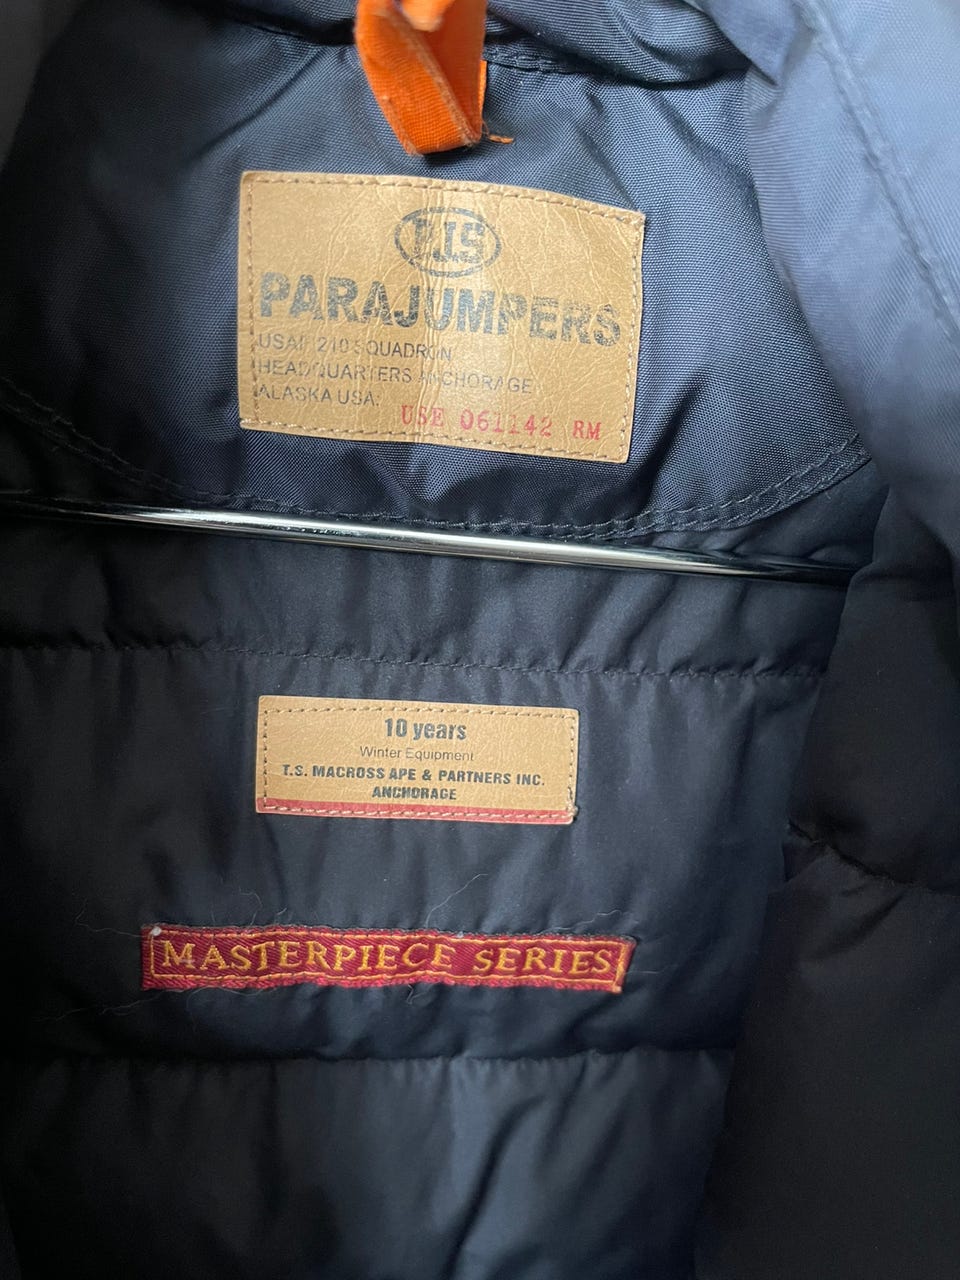 PJS
PARAJUMPERS
USAF 210 SQUADRON
HEADQUARTERS ANCHORAGE
ALASKA USA:
USE 061142 RM
10 years
Winter Equipment
T.S. MACROSS APE & PARTNERS INC.
ANCHORAGE
MASTERPIECE SERIES